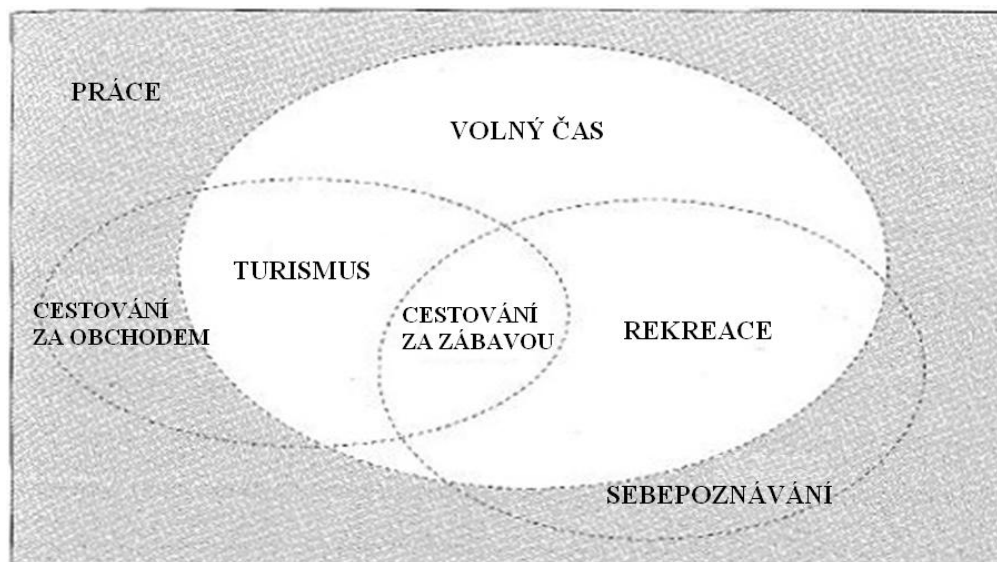 PRÁCE
VOLNÝ ČAS
TURISMUS
CESTOVÁNÍ
ZA OBCHODEM
CESTOVÁNÍ
ZA ZÁBAVOU
REKREACE
SEBEPOZNÁVÁNÍ